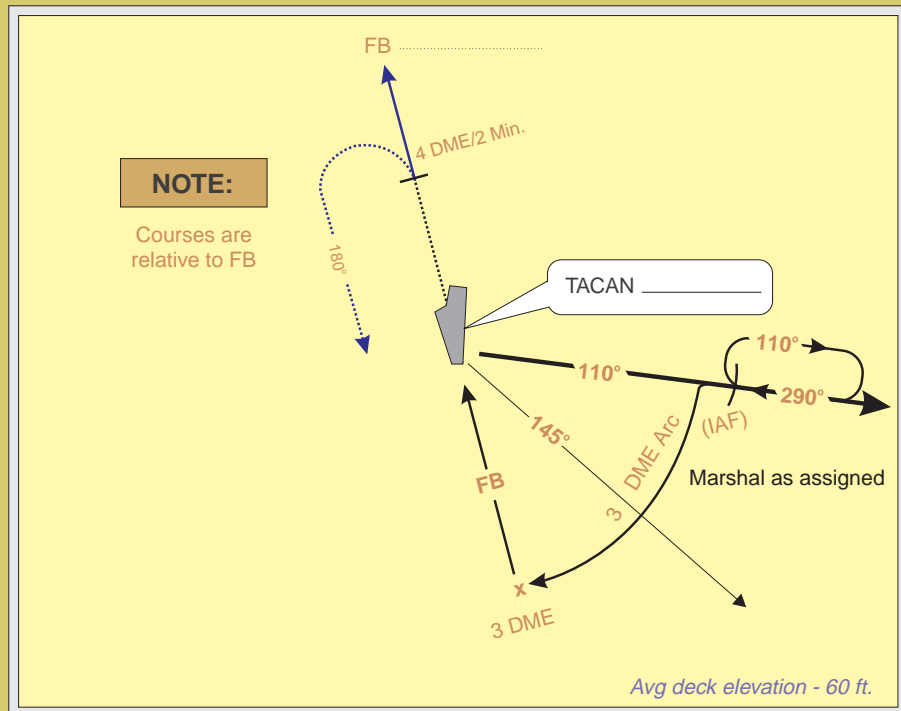 FB
4 DME/2 Min.
NOTE:
Courses are
relative to FB
180°
TACAN
110°
110°
290°
(IAF)
145°
3 DME Arc
Marshal as assigned
FB
x
3 DME
Avg deck elevation - 60 ft.